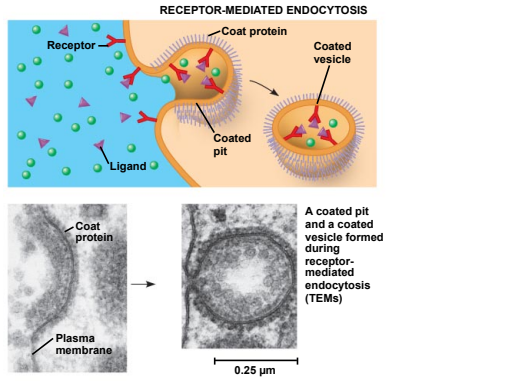 RECEPTOR-MEDIATED ENDOCYTOSIS
Coat protein
Receptor
Coated
vesicle
Coated
pit
Ligand
Coat
protein
A coated pit
and a coated
vesicle formed
during
receptor-
mediated
endocytosis
(TEMs)
Plasma
membrane
0.25 µm